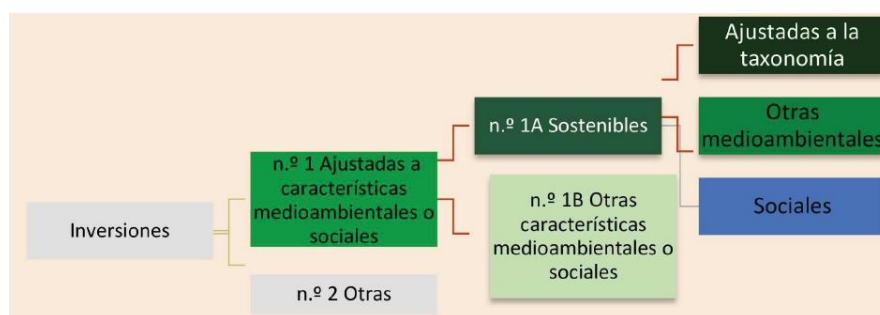 Inversiones
n.º 1 Ajustadas a
características
medioambientales o
sociales
n.º 2 Otras
n.º 1A Sostenibles
n.º 1B Otras
características
medioambientales o
sociales
Ajustadas a la
taxonomía
Otras
medioambientales
Sociales